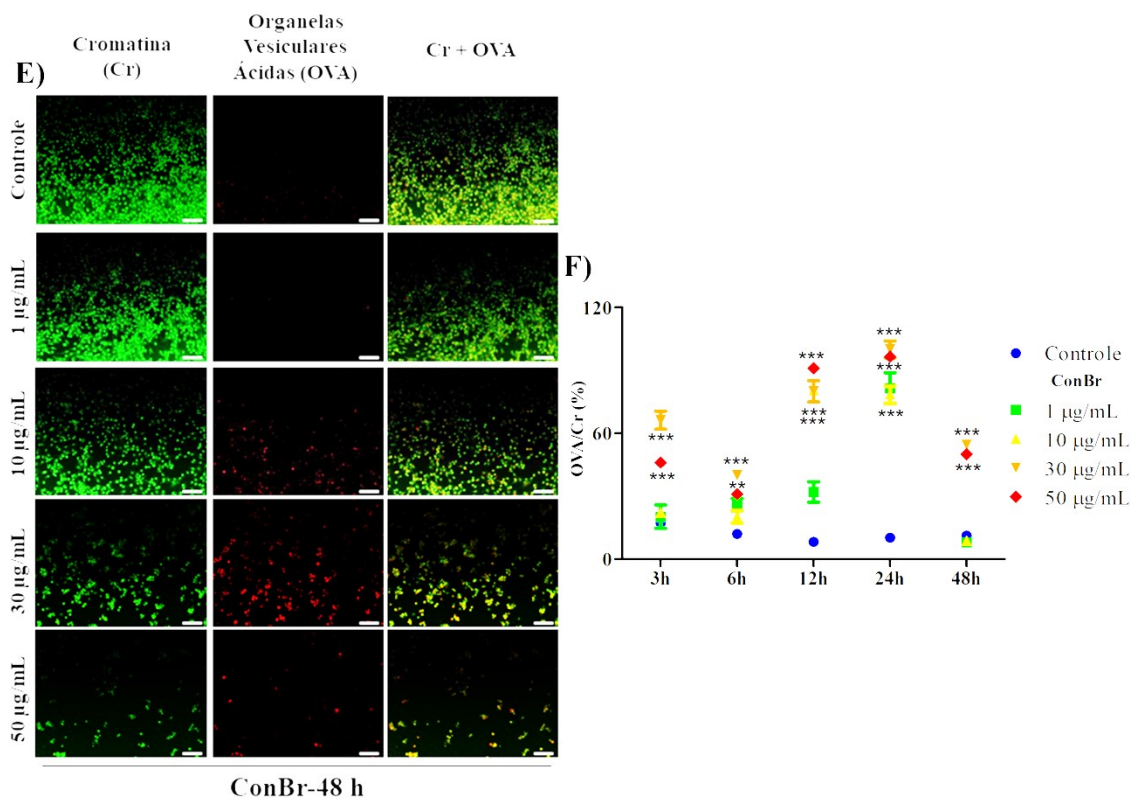 E)
Cromatina
(Cr)
Organelas
Vesiculares
Ácidas (OVA)
Cr + OVA
Controle
1 µg/mL
10 µg/mL
30 µg/mL
50 µg/mL
ConBr-48 h
F)
OVA/Cr (%)
120
60
0
***
***
***
**
***
***
***
***
***
***
***
***
3h
6h
12h
24h
48h
Controle
ConBr
1 µg/mL
10 µg/mL
30 µg/mL
50 µg/mL